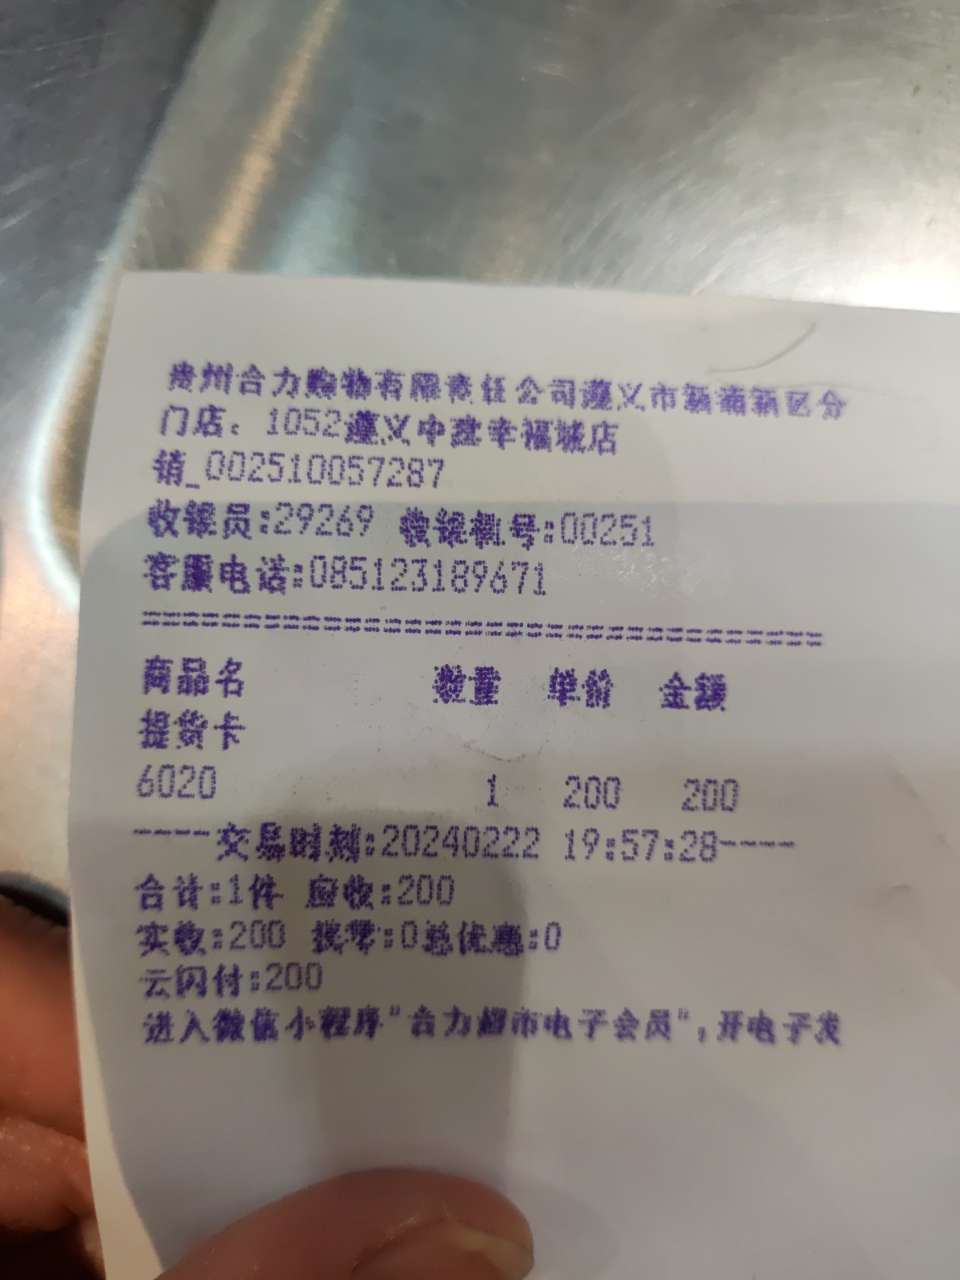 贵州合力购物有限责任公司遵义市新蒲新区分
门店：1052遵义中建幸福城店
销_002510057287
收银员:29269 收银机号:00251
客服电话:085123189671
商品名 数量 单价 金额
提货卡
6020 1 200 200
----交易时刻:20240222 19:57:28----
合计:1件 应收:200
实收:200 找零:0总优惠:0
云闪付:200
进入微信小程序"合力超市电子会员",开电子发